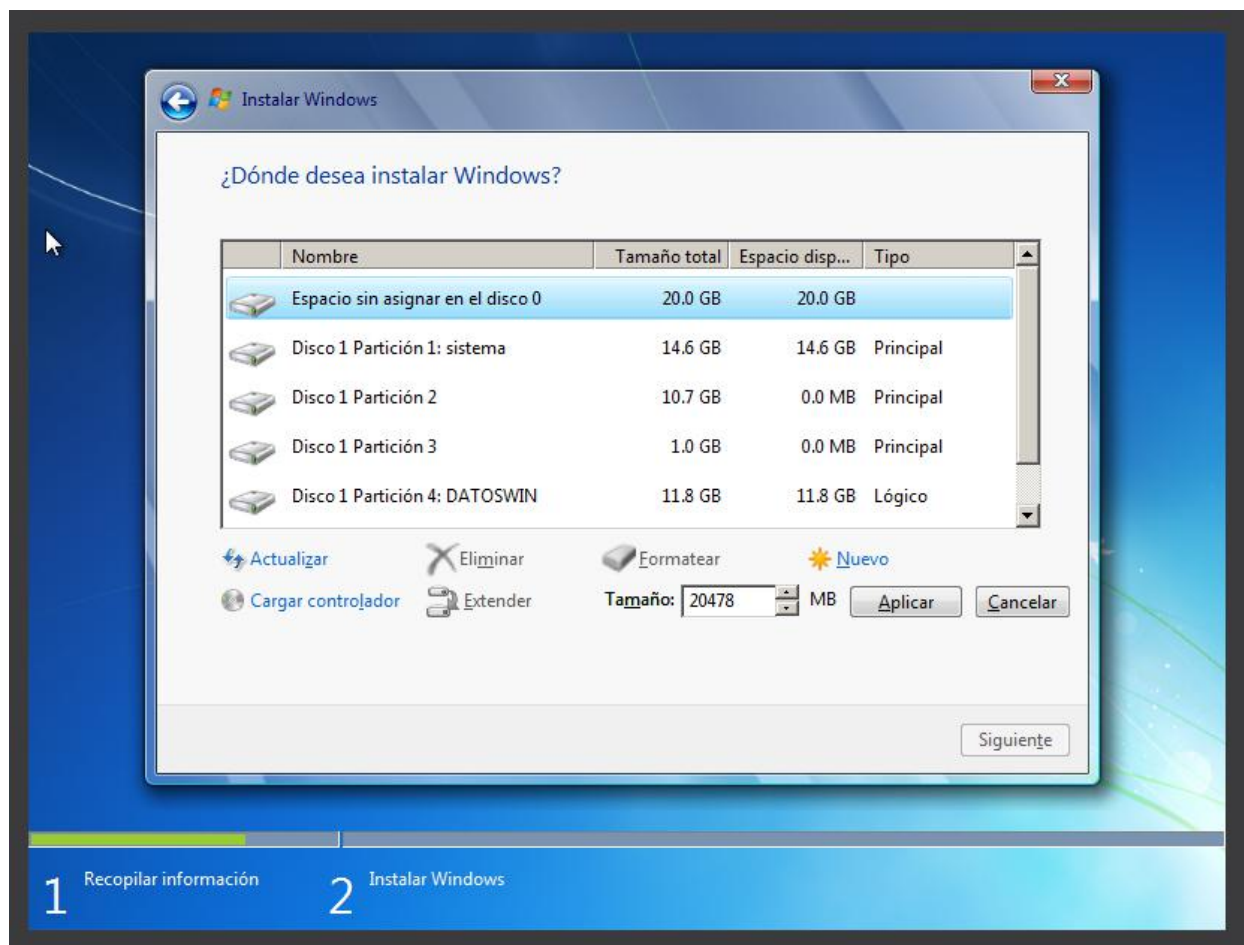 Instalar Windows
¿Dónde desea instalar Windows?
Nombre Tamaño total Espacio disp... Tipo
Espacio sin asignar en el disco 0 20.0 GB 20.0 GB
Disco 1 Partición 1: sistema 14.6 GB 14.6 GB Principal
Disco 1 Partición 2 10.7 GB 0.0 MB Principal
Disco 1 Partición 3 1.0 GB 0.0 MB Principal
Disco 1 Partición 4: DATOSWIN 11.8 GB 11.8 GB Lógico
Actualizar Eliminar Formatear Nuevo
Cargar controlador Extender Tamaño: 20478 MB Aplicar Cancelar
Siguiente
1 Recopilar información 2 Instalar Windows